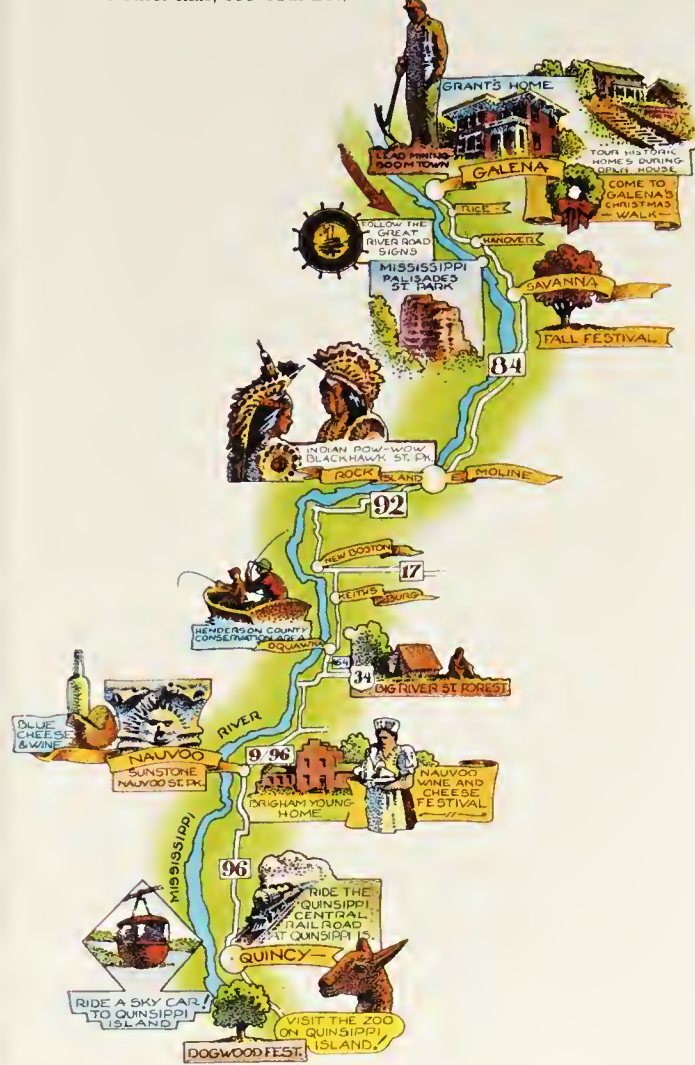 GRANT'S HOME
LEAD MINING
BOOM TOWN
TOUR HISTORIC
HOMES DURING
OPEN HOUSE
GALENA
COME TO
GALENA'S
CHRISTMAS
—WALK—
RICE
FOLLOW THE
GREAT
RIVER ROAD
SIGNS
HANOVER
MISSISSIPPI
PALISADES
ST. PARK
SAVANNA
FALL FESTIVAL
84
INDIAN POW-WOW
BLACKHAWK ST. PK.
ROCK ISLAND & MOLINE
92
NEW BOSTON
17
KEITHSBURG
HENDERSON COUNTY
CONSERVATION AREA
OQUAWKA
164
34
BIG RIVER ST. FOREST
BLUE
CHEESE
& WINE
RIVER
NAUVOO
SUNSTONE
NAUVOO ST. PK.
9/96
BRIGHAM YOUNG
HOME
NAUVOO
WINE AND
CHEESE
FESTIVAL
MISSISSIPPI
96
RIDE THE
QUINSIPPI
CENTRAL
RAILROAD
AT QUINSIPPI IS.
QUINCY—
RIDE A SKY CAR!
TO QUINSIPPI
ISLAND
VISIT THE ZOO
ON QUINSIPPI
ISLAND!
DOGWOOD FEST.